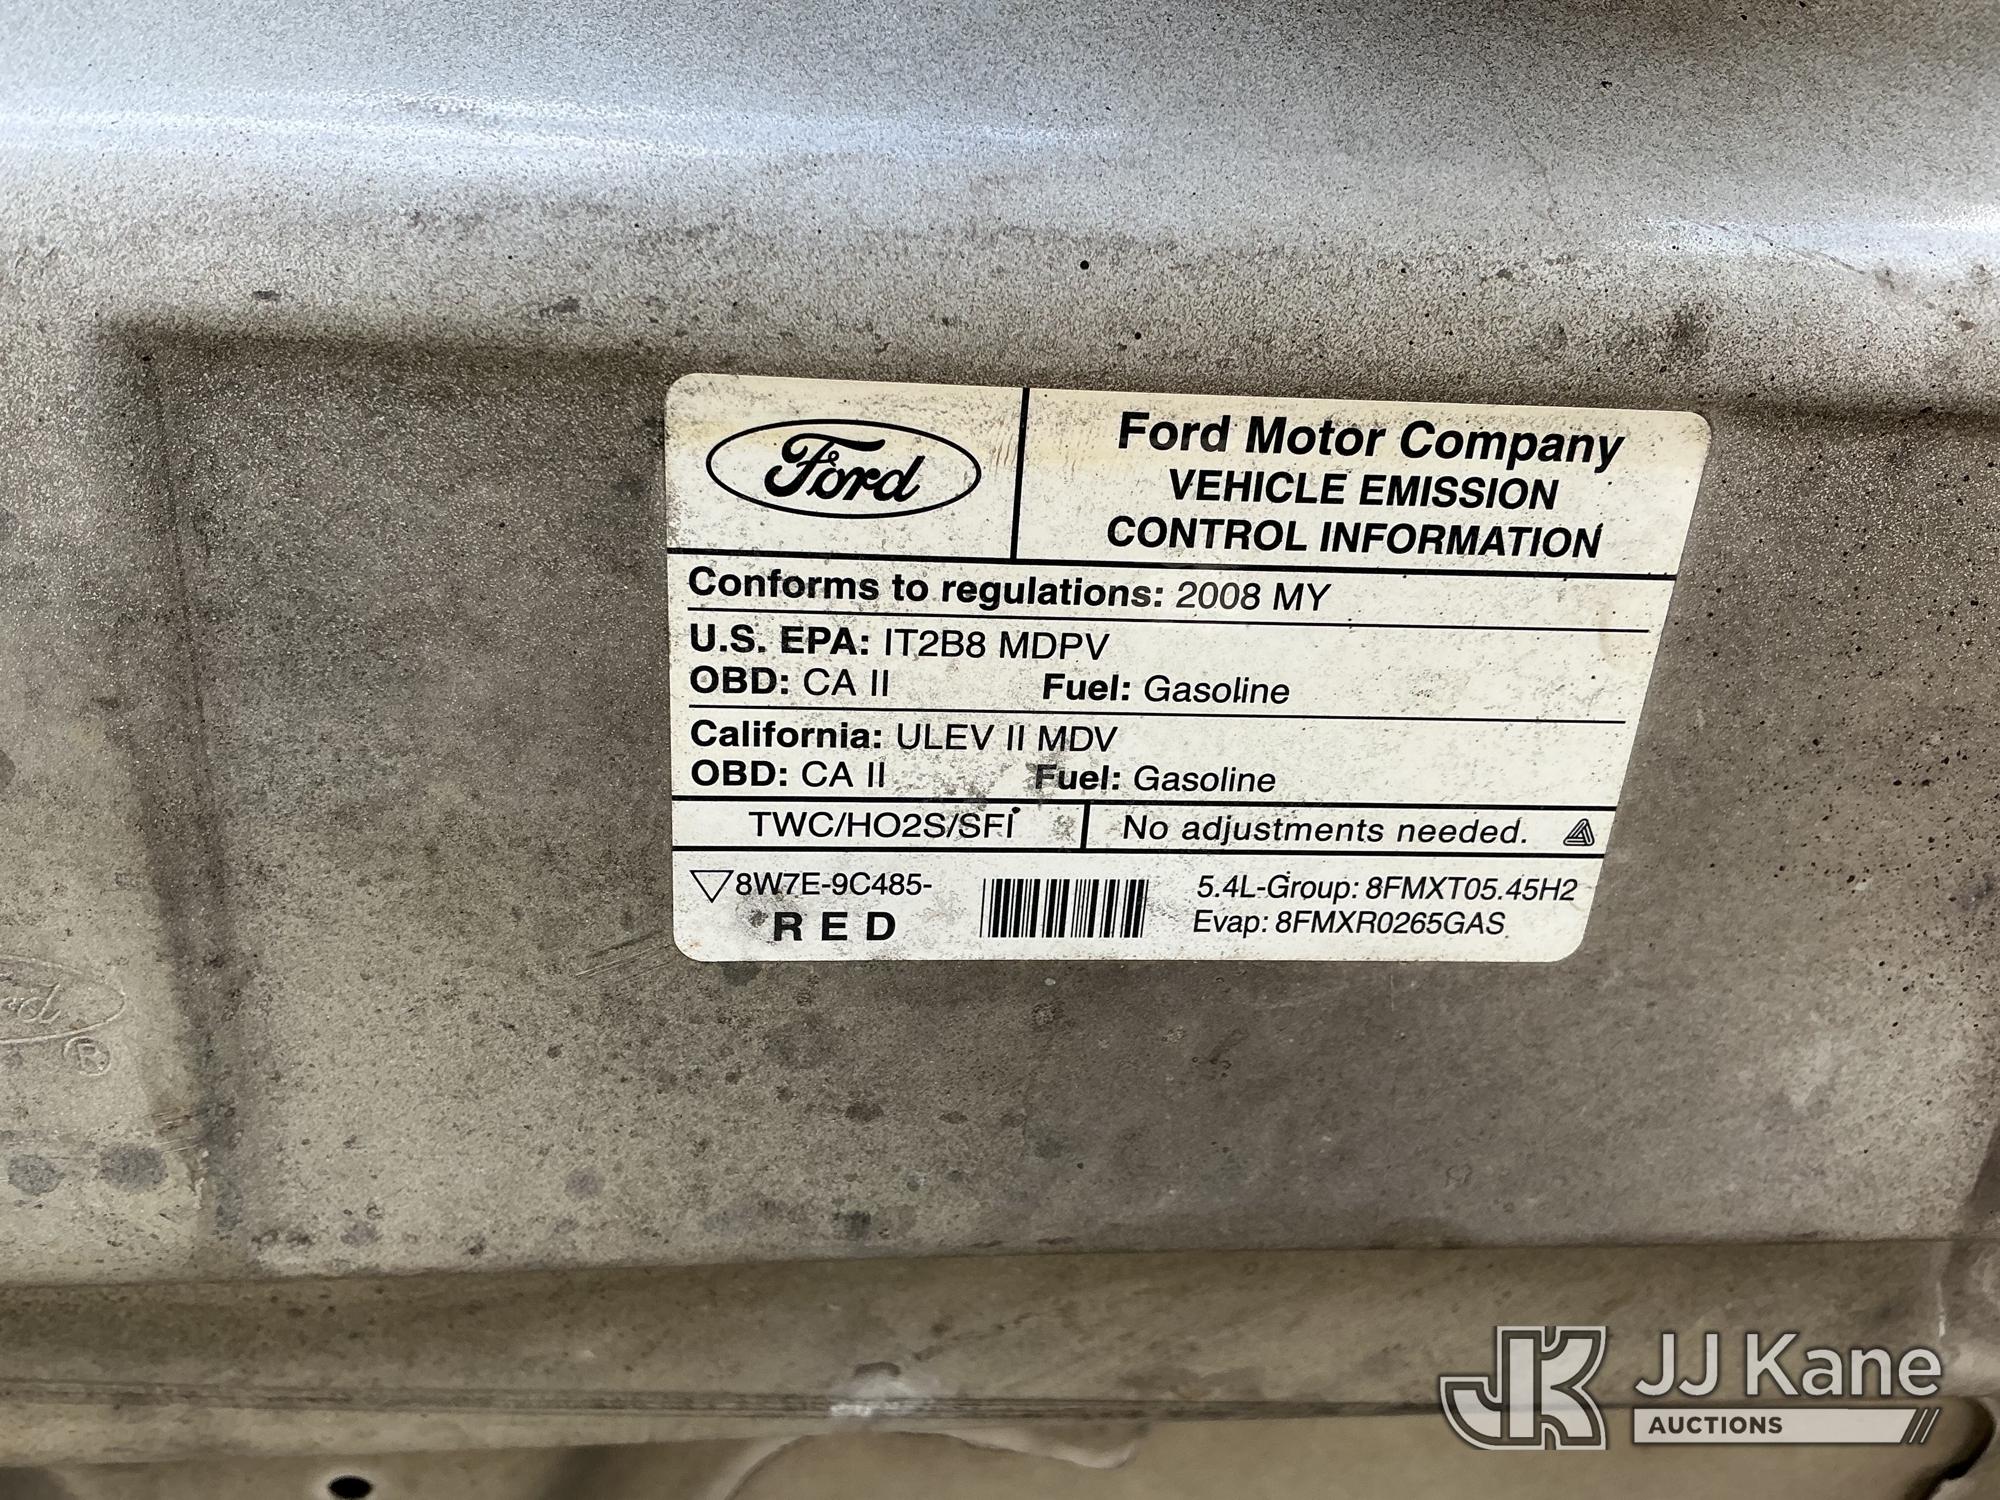 Ford
Ford Motor Company
VEHICLE EMISSION
CONTROL INFORMATION
Conforms to regulations: 2008 MY
U.S. EPA: IT2B8 MDPV
OBD: CA II Fuel: Gasoline
California: ULEV II MDV
OBD: CA II Fuel: Gasoline
TWC/HO2S/SFI No adjustments needed.
8W7E-9C485-
RED
5.4L-Group: 8FMXT05.45H2
Evap: 8FMXR0265GAS
®
JK JJ Kane
AUCTIONS